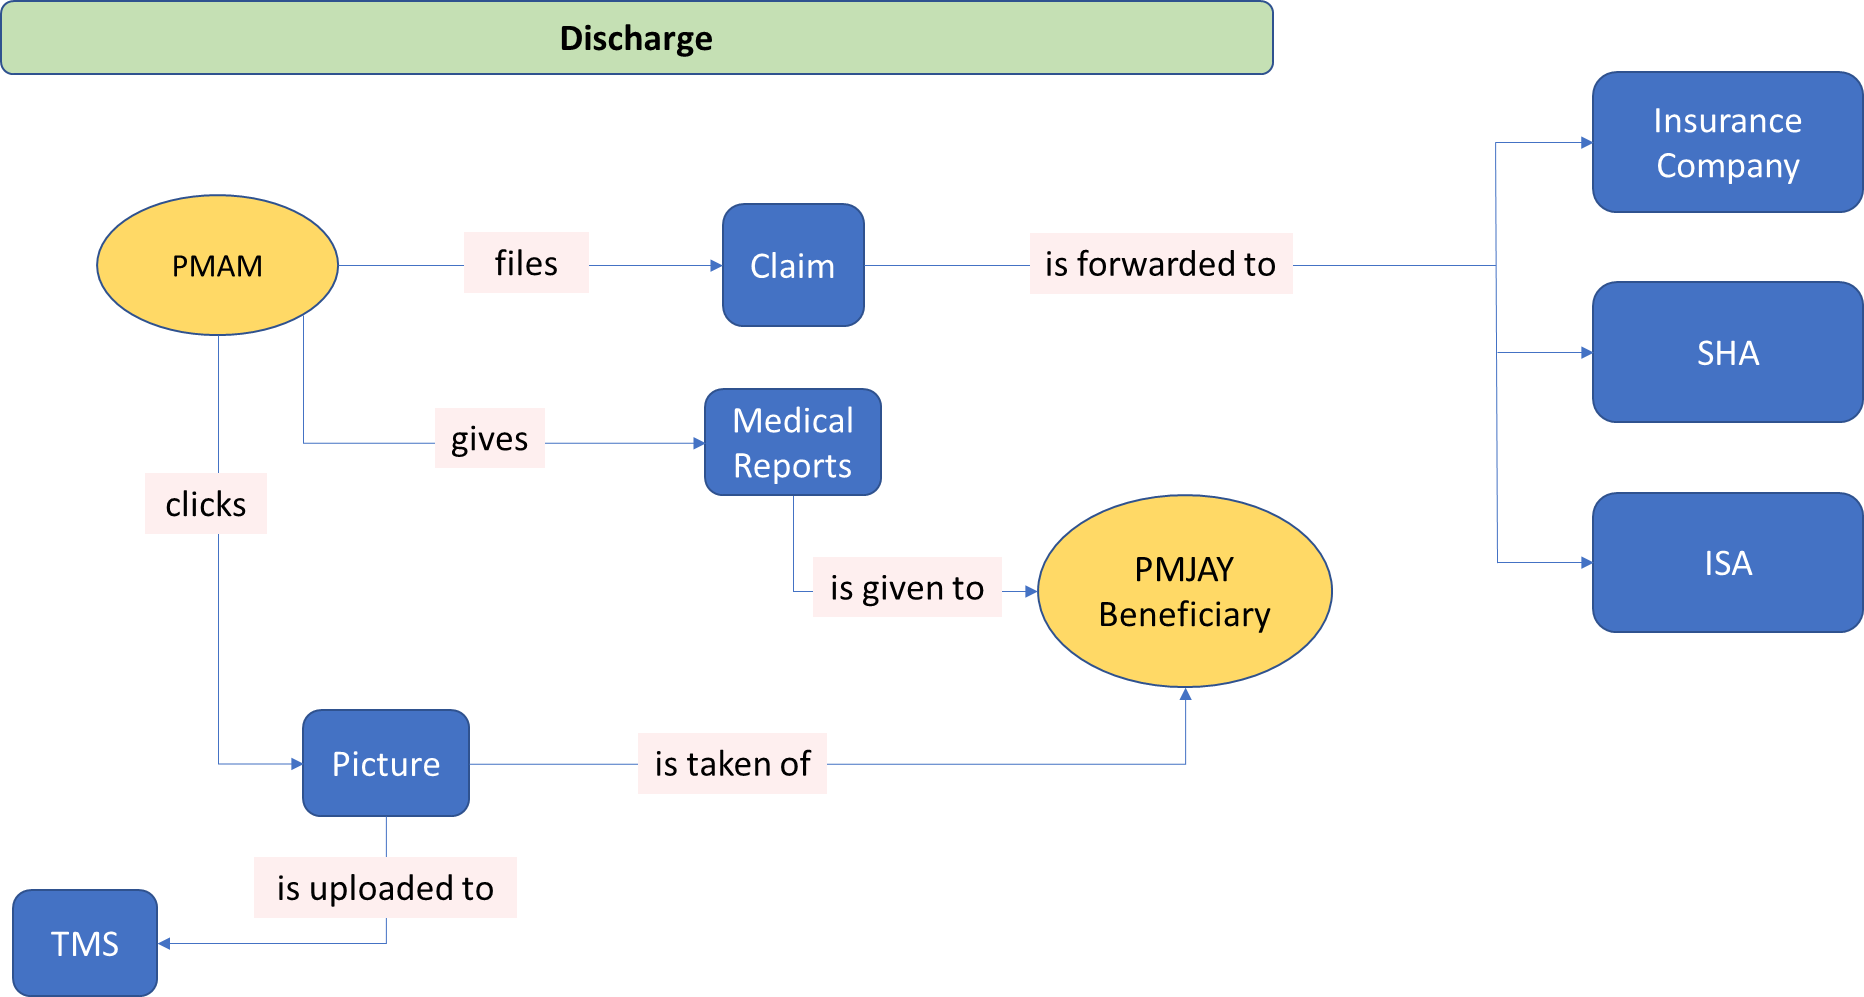 Discharge
Insurance
Company
PMAM
files
Claim
is forwarded to
SHA
gives
Medical
Reports
clicks
is given to
PMJAY
Beneficiary
ISA
Picture
is taken of
is uploaded to
TMS